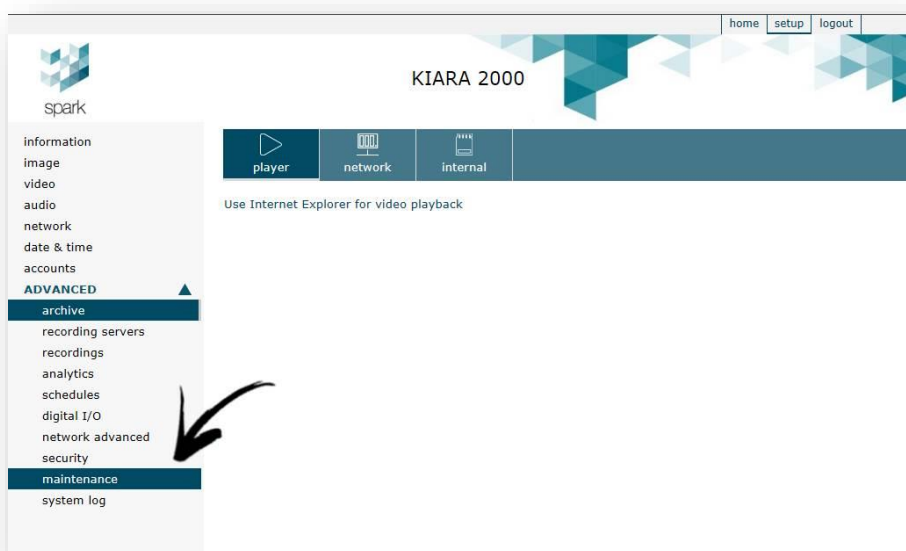 home setup logout
spark
KIARA 2000
information
image
video
audio
network
date & time
accounts
ADVANCED
archive
recording servers
recordings
analytics
schedules
digital I/O
network advanced
security
maintenance
system log
player network internal
Use Internet Explorer for video playback